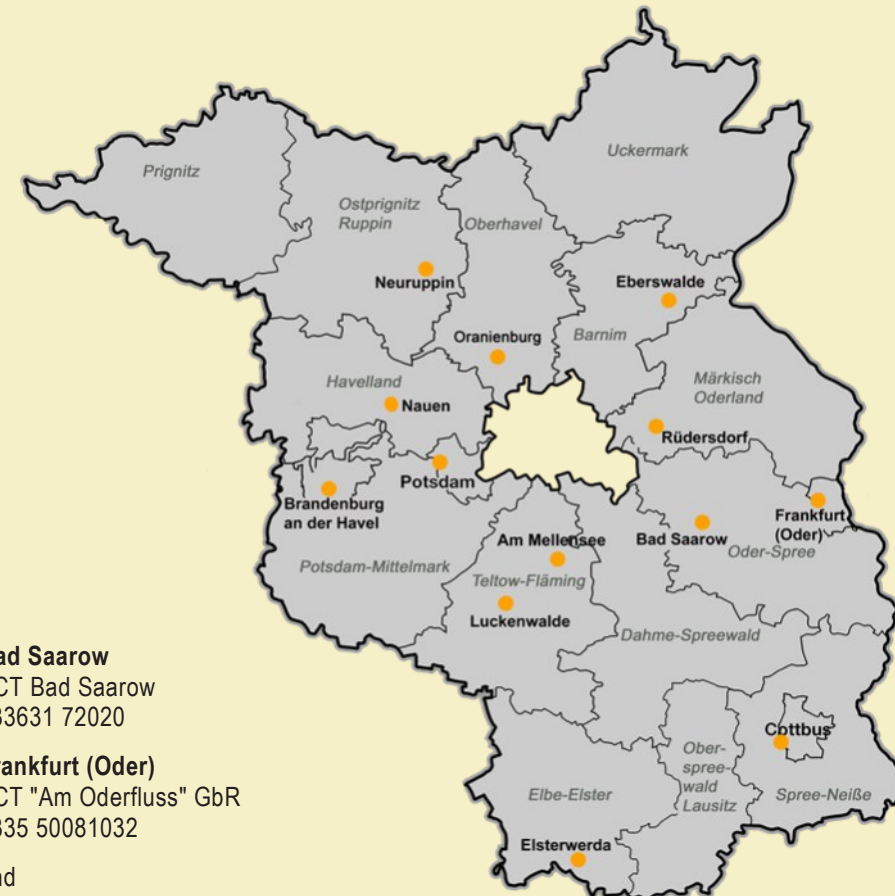 Uckermark
Prignitz
Ostprignitz
Ruppin
Oberhavel
Neuruppin
Eberswalde
Oranienburg
Barnim
Havelland
Märkisch
Oderland
Nauen
Rüdersdorf
Potsdam
Brandenburg
an der Havel
Frankfurt
(Oder)
Am Mellensee
Bad Saarow
Oder-Spree
Potsdam-Mittelmark
Teltow-Fläming
Luckenwalde
Dahme-Spreewald
ad Saarow
CT Bad Saarow
33631 72020
rankfurt (Oder)
CT "Am Oderfluss" GbR
335 50081032
nd
Cottbus
Ober-
spree-
wald
Lausitz
Elbe-Elster
Spree-Neiße
Elsterwerda